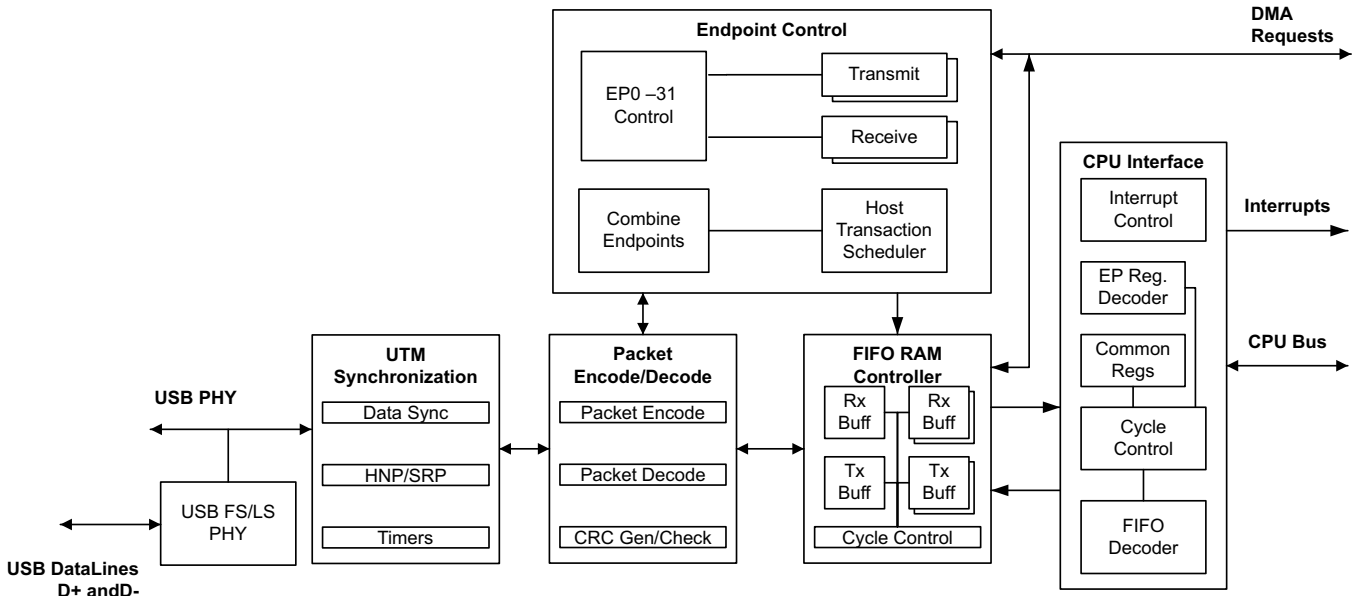 Endpoint Control
EP0 –31
Control
Transmit
Receive
Combine
Endpoints
Host
Transaction
Scheduler
DMA
Requests
CPU Interface
Interrupt
Control
EP Reg.
Decoder
Common
Regs
Cycle
Control
FIFO
Decoder
Interrupts
CPU Bus
UTM
Synchronization
Data Sync
HNP/SRP
Timers
Packet
Encode/Decode
Packet Encode
Packet Decode
CRC Gen/Check
FIFO RAM
Controller
Rx
Buff
Rx
Buff
Tx
Buff
Tx
Buff
Cycle Control
USB PHY
USB FS/LS
PHY
USB DataLines
D+ andD-